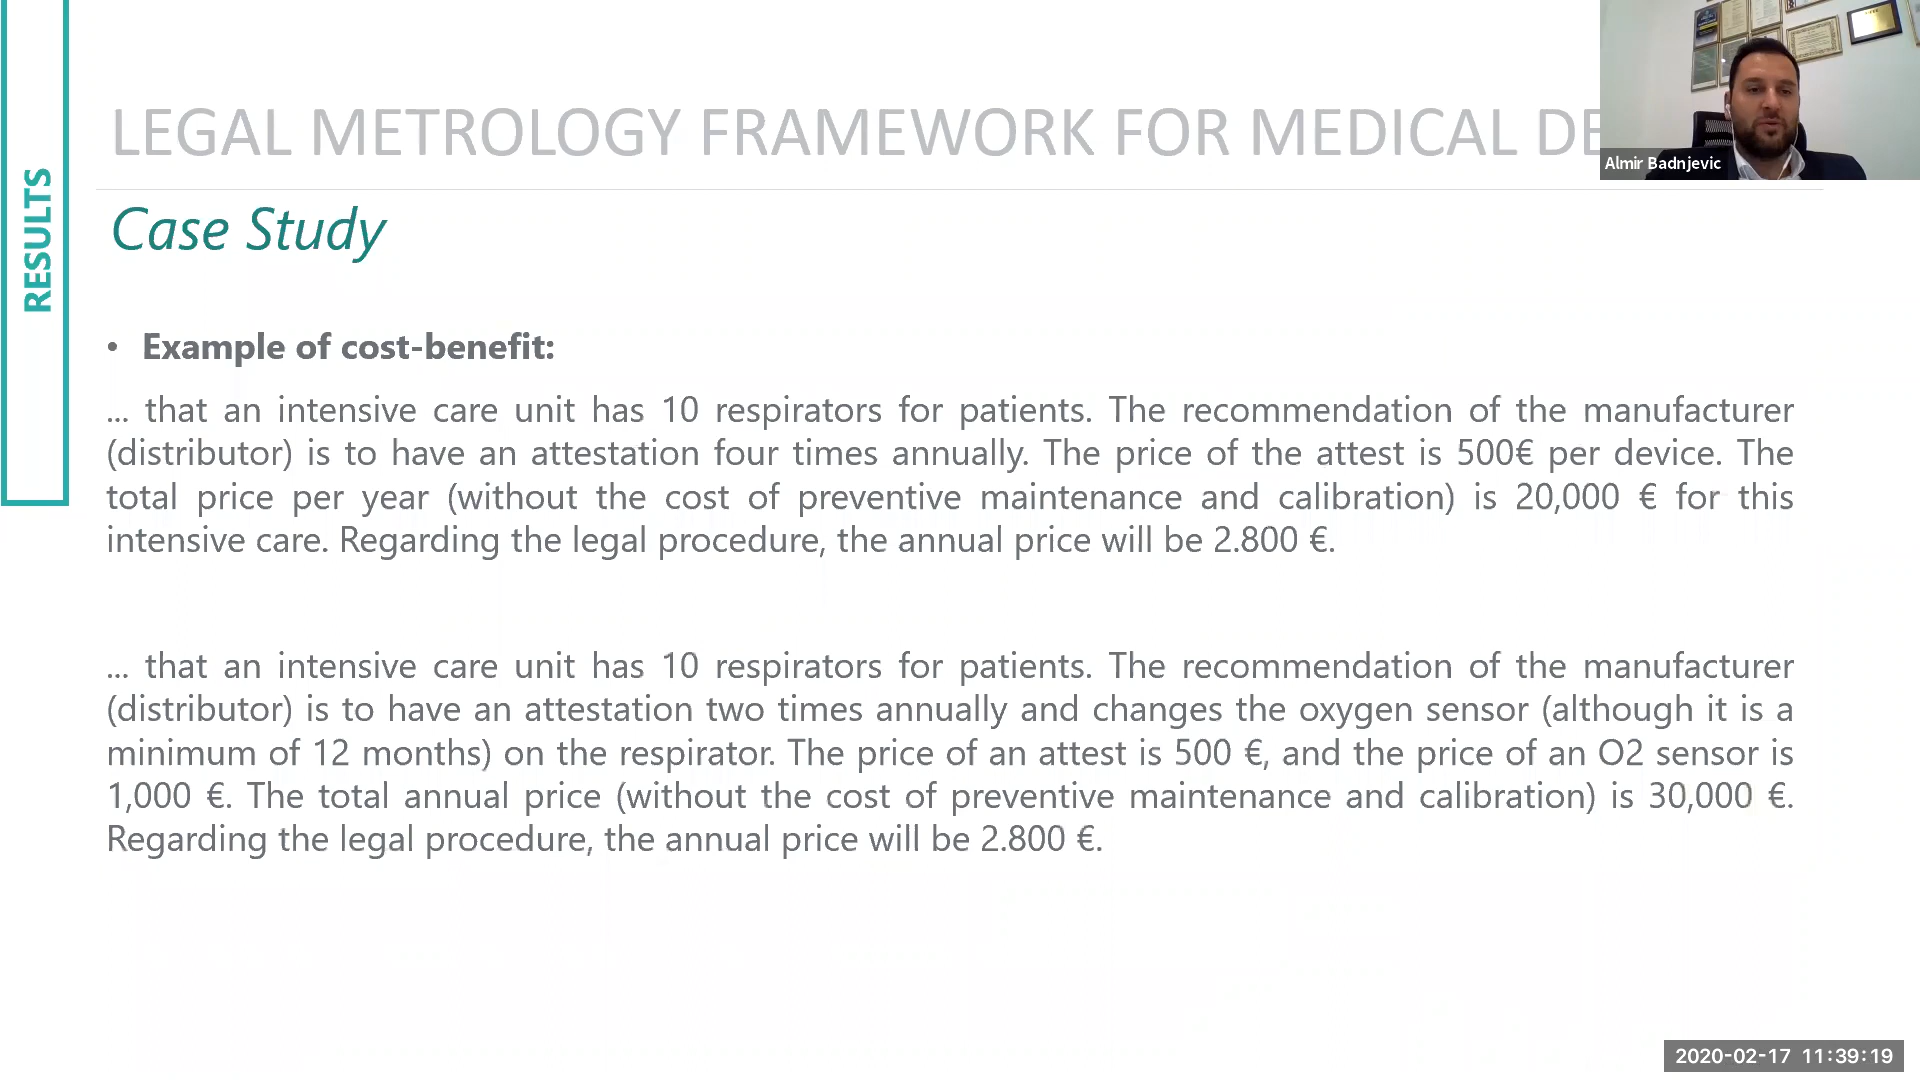 RESULTS
LEGAL METROLOGY FRAMEWORK FOR MEDICAL DE
Almir Badnjevic
Case Study
• Example of cost-benefit:
... that an intensive care unit has 10 respirators for patients. The recommendation of the manufacturer
(distributor) is to have an attestation four times annually. The price of the attest is 500€ per device. The
total price per year (without the cost of preventive maintenance and calibration) is 20,000 € for this
intensive care. Regarding the legal procedure, the annual price will be 2.800 €.
... that an intensive care unit has 10 respirators for patients. The recommendation of the manufacturer
(distributor) is to have an attestation two times annually and changes the oxygen sensor (although it is a
minimum of 12 months) on the respirator. The price of an attest is 500 €, and the price of an O2 sensor is
1,000 €. The total annual price (without the cost of preventive maintenance and calibration) is 30,000 €.
Regarding the legal procedure, the annual price will be 2.800 €.
2020-02-17 11:39:19